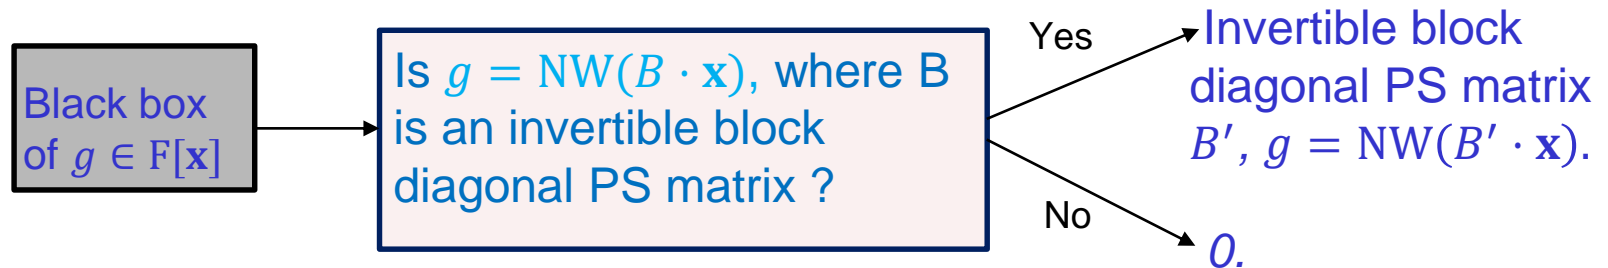 Black box
of g ∈ F[x]
Is g = NW(B · x), where B
is an invertible block
diagonal PS matrix ?
Yes
No
Invertible block
diagonal PS matrix
B′, g = NW(B′ · x).
0.